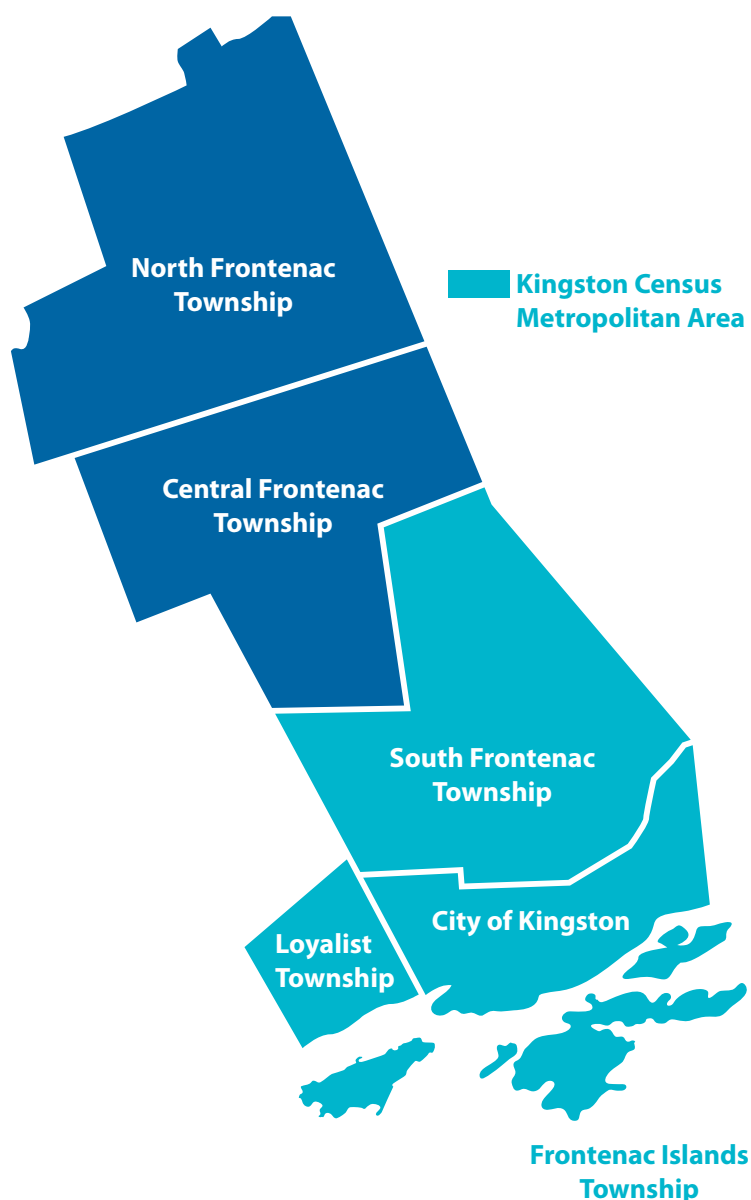 North Frontenac
Township
Kingston Census
Metropolitan Area
Central Frontenac
Township
South Frontenac
Township
City of Kingston
Loyalist
Township
Frontenac Islands
Township